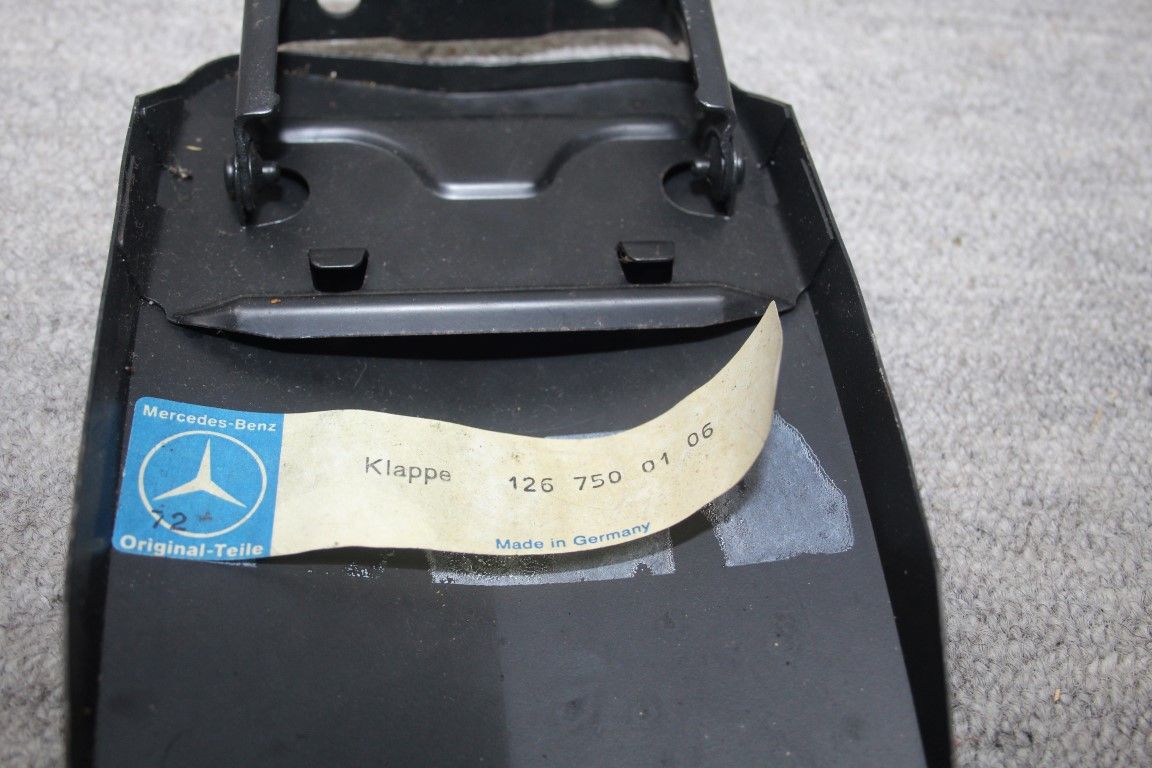 Mercedes-Benz
Klappe 126 750 01 06
72
Original-Teile
Made in Germany